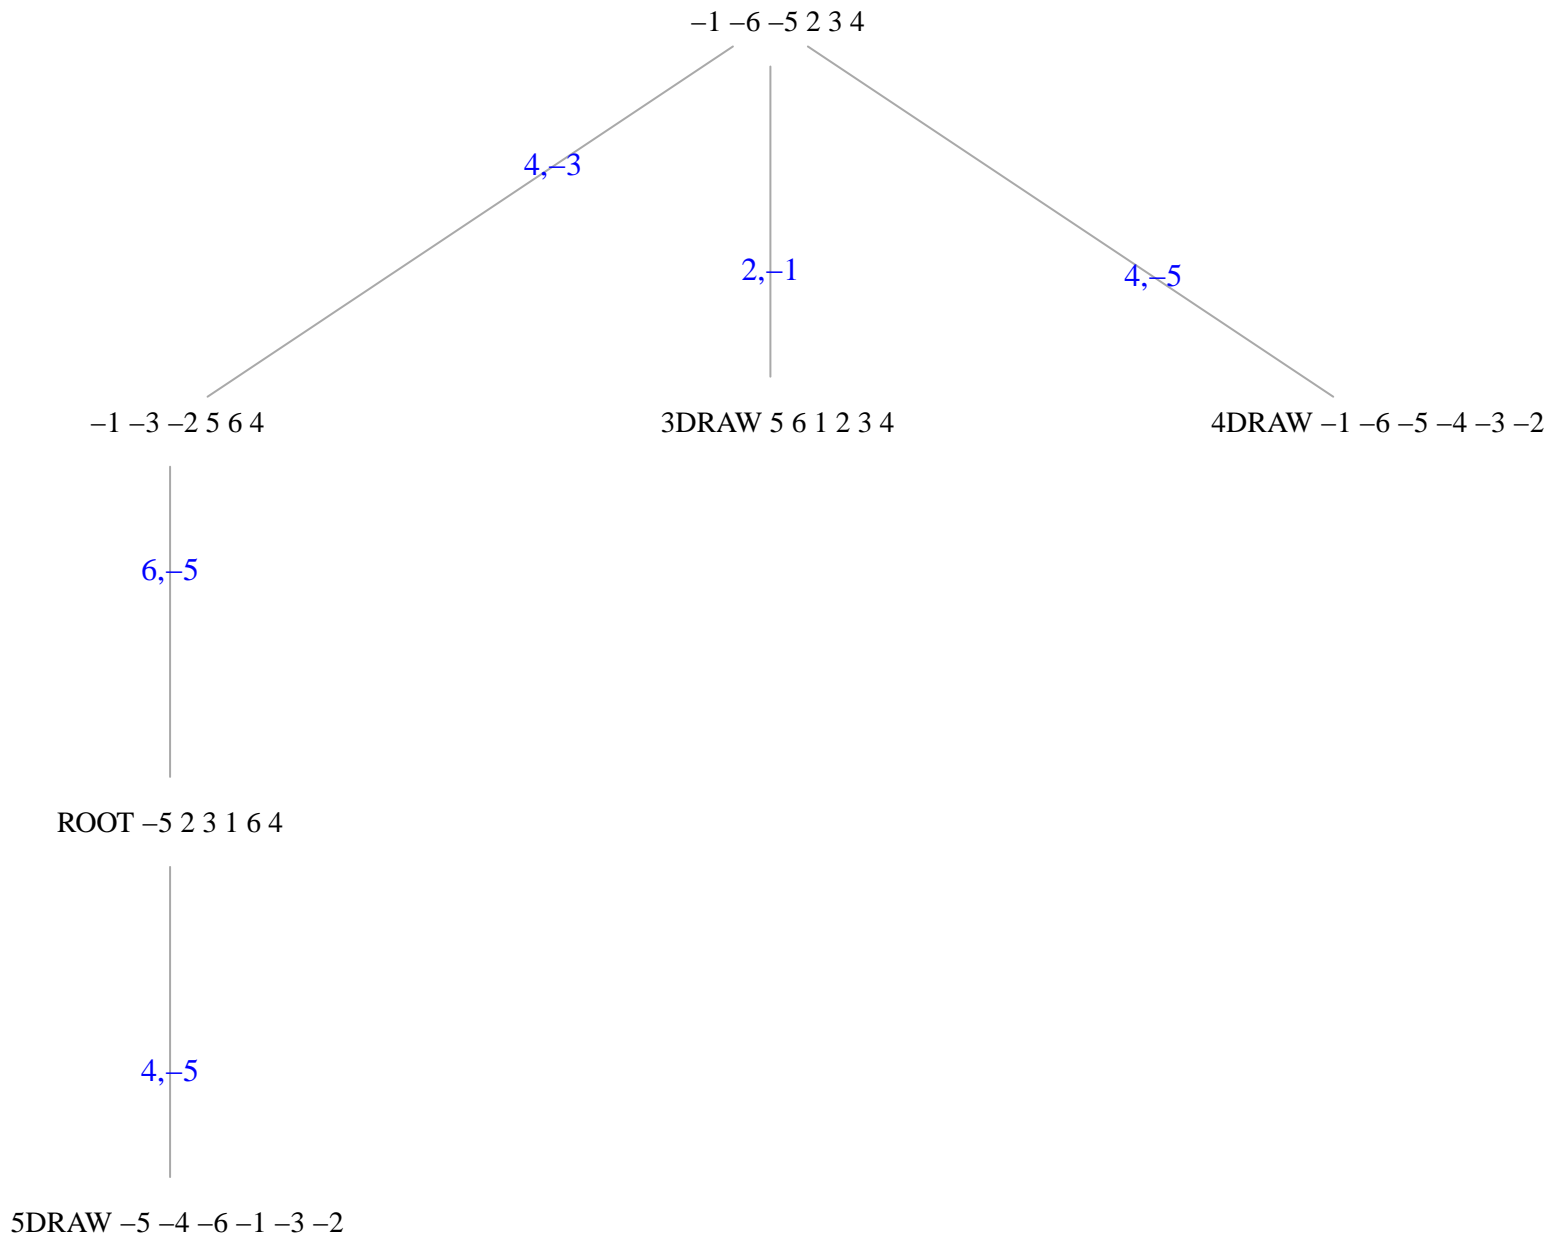 –1 –6 –5 2 3 4
4,–3
2,–1
4,–5
–1 –3 –2 5 6 4
3DRAW 5 6 1 2 3 4
4DRAW –1 –6 –5 –4 –3 –2
6,–5
ROOT –5 2 3 1 6 4
4,–5
5DRAW –5 –4 –6 –1 –3 –2